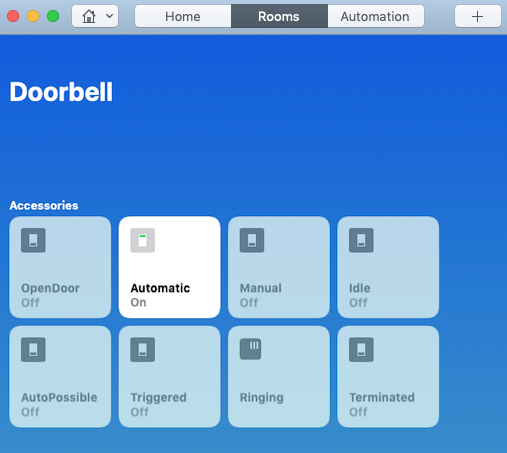 Home Rooms Automation
Doorbell
Accessories
OpenDoor Automatic Manual Idle
Off On Off Off
AutoPossible Triggered Ringing Terminated
Off Off Off